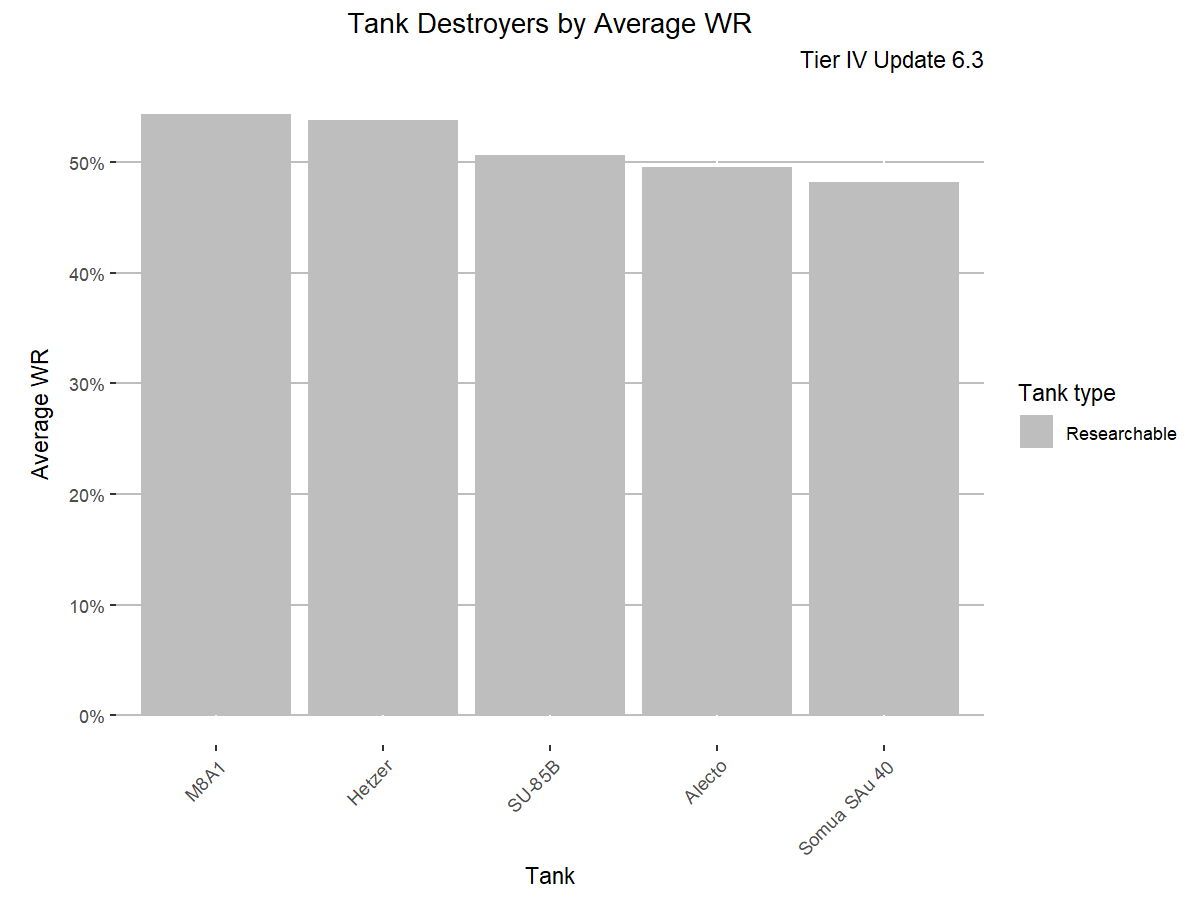 Tank Destroyers by Average WR
Tier IV Update 6.3
Average WR
50%
40%
30%
20%
10%
0%
M8A1
Hetzer
SU-85B
Alecto
Somua SAu 40
Tank
Tank type
Researchable